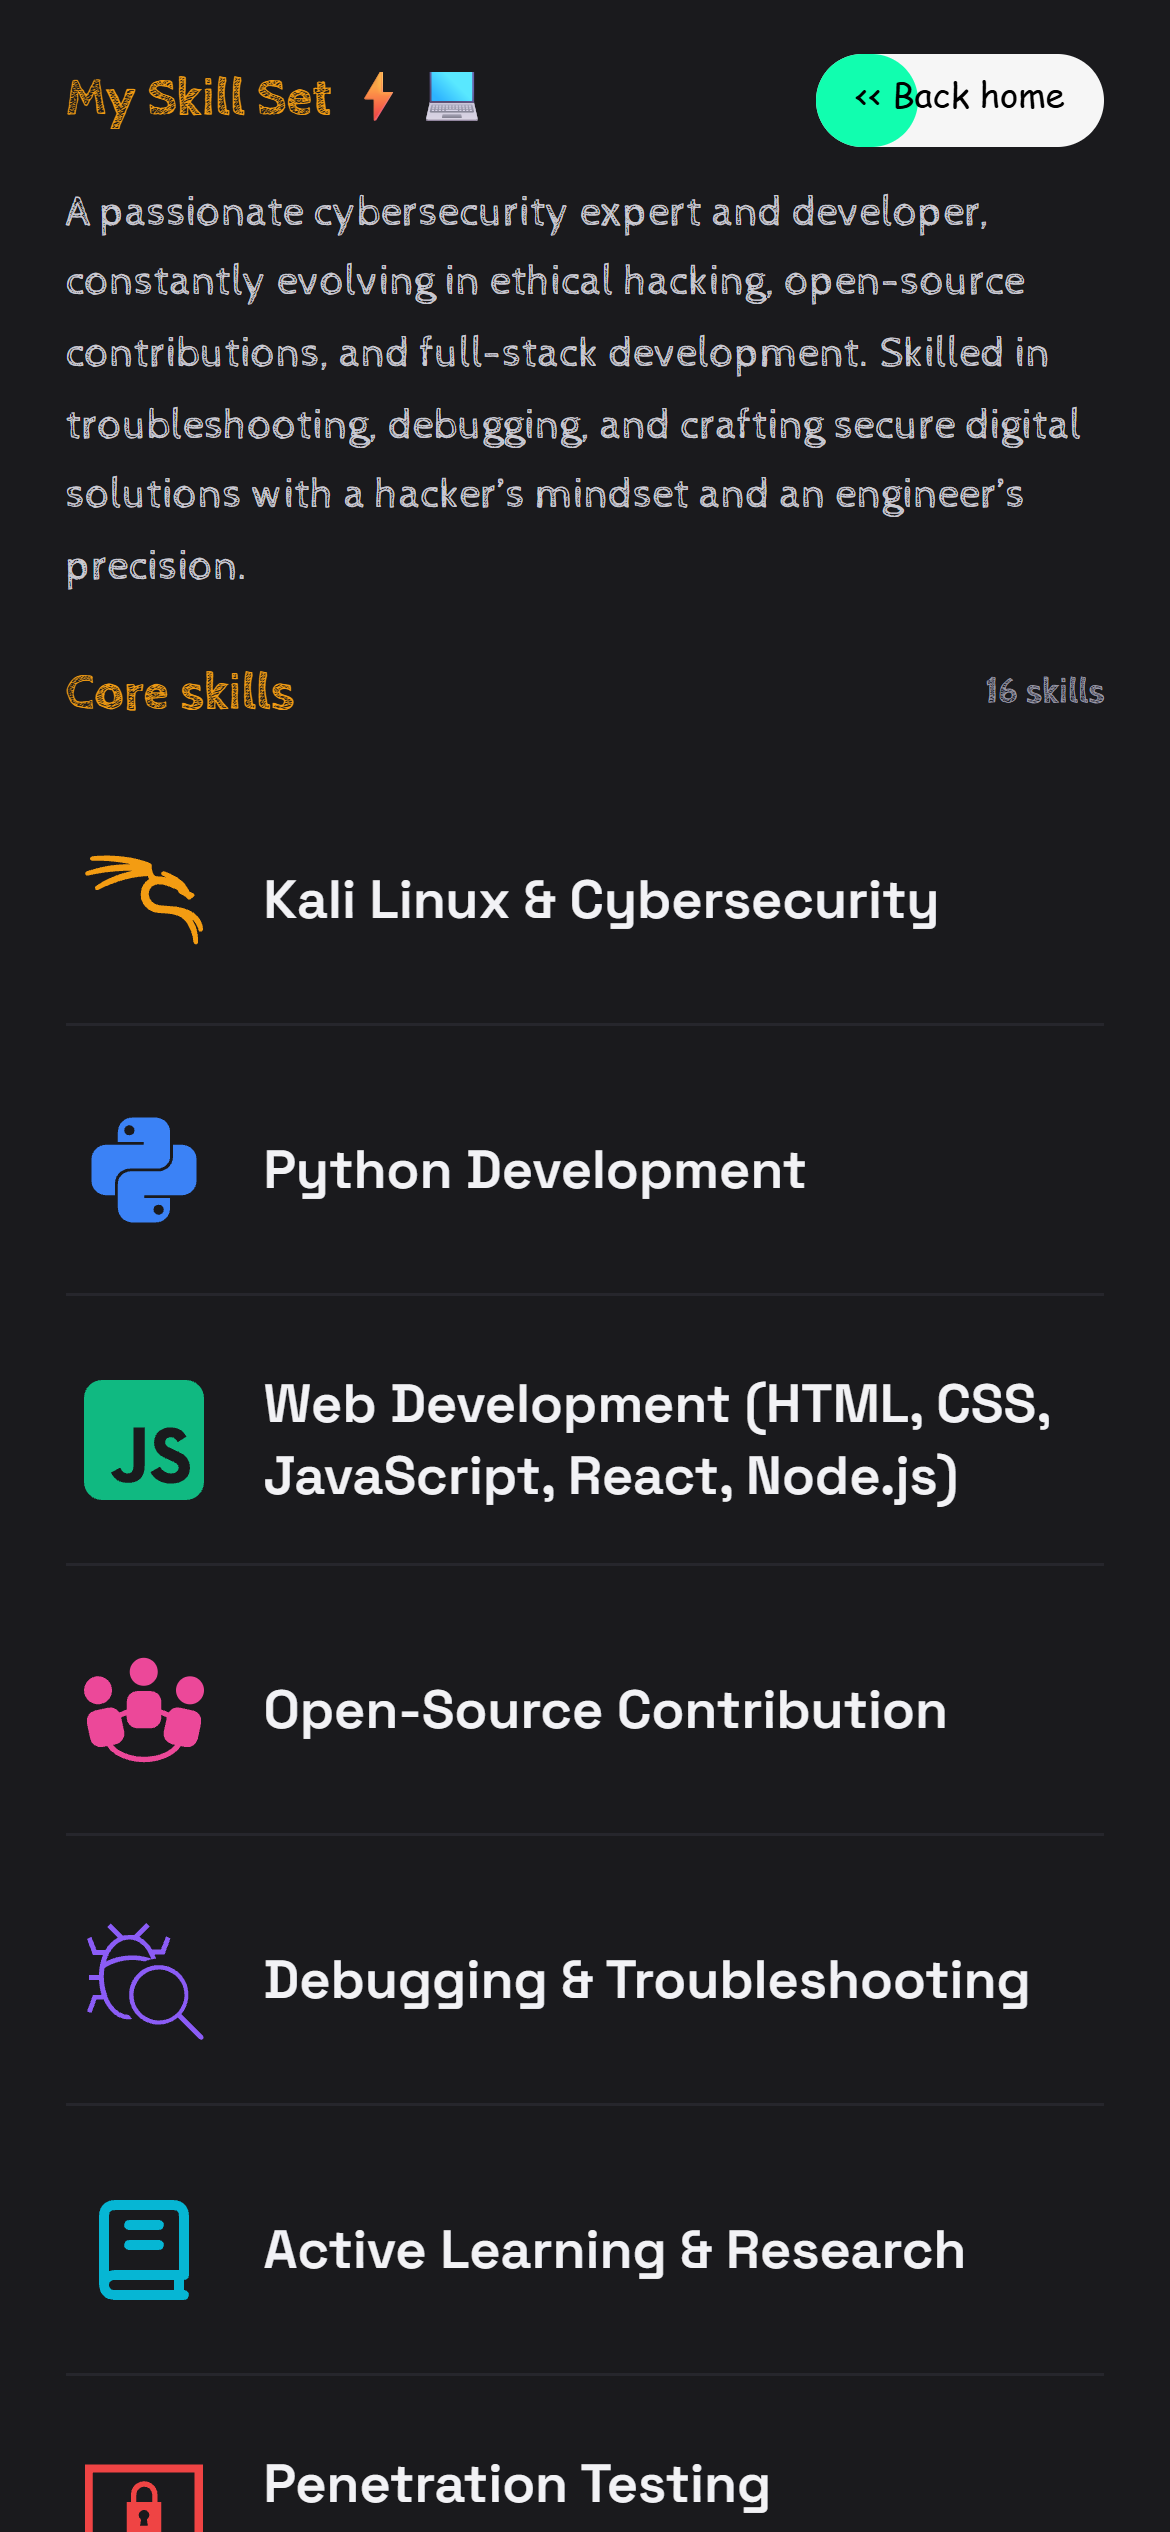 My Skill Set ⚡ 💻
<< Back home
A passionate cybersecurity expert and developer,
constantly evolving in ethical hacking, open-source
contributions, and full-stack development. Skilled in
troubleshooting, debugging, and crafting secure digital
solutions with a hacker’s mindset and an engineer’s
precision.
Core skills
16 skills
Kali Linux & Cybersecurity
Python Development
JS
Web Development (HTML, CSS,
JavaScript, React, Node.js)
Open-Source Contribution
Debugging & Troubleshooting
Active Learning & Research
Penetration Testing